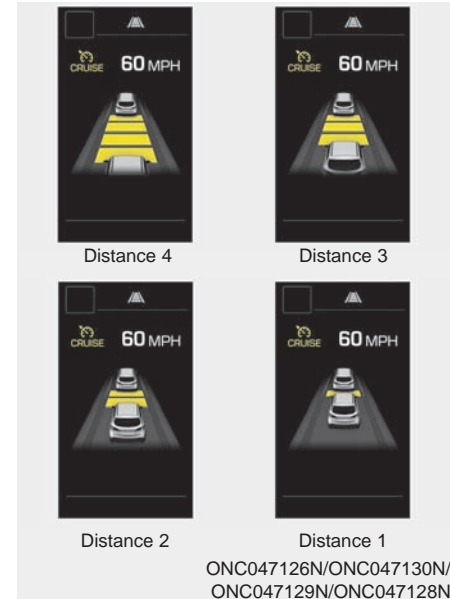 CRUISE 60 MPH
Distance 4
CRUISE 60 MPH
Distance 3
CRUISE 60 MPH
Distance 2
CRUISE 60 MPH
Distance 1
ONC047126N/ONC047130N/
ONC047129N/ONC047128N